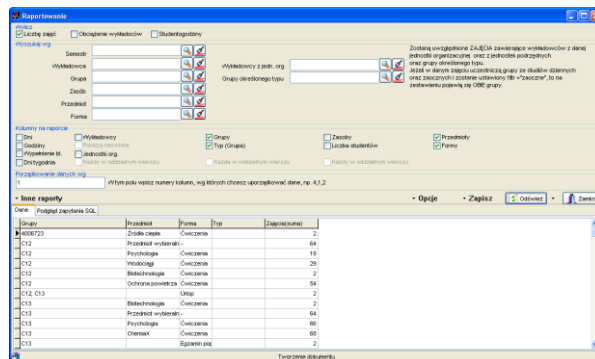 Raportowanie
Wylicz
Liczbę zajęć Obciążenie wykładowców Studentogodziny
Wyszukaj wg
Semestr
Wykładowca
Grupa
Zasób
Przedmiot
Forma
Wykładowcy z jedn. org.
Grupy określonego typu
Zostaną uwzględnione ZAJĘCIA zawierające wykładowców z danej
jednostki organizacyjnej oraz z jednostek podrzędnych
oraz grupy określonego typu.
Jeżeli w danym zajęciu uczestniczą grupy ze studiów dziennych
oraz zaocznych i zostanie ustawiony filtr ="zaoczne", to na
zestawieniu pojawią się OBIE grupy.
Kolumny na raporcie
Dni Wykładowcy Grupy Zasoby Przedmioty
Godziny Typ (Grupa) Liczba studentów Formy
Wypełnienie M. Jednostki org.
Dni tygodnia Każdy w oddzielnym wierszu Każdy w oddzielnym wierszu Każdy w oddzielnym wierszu
Porządkowanie danych wg
1 W tym polu wpisz numery kolumn, wg których chcesz uporządkować dane, np. 4,1,2
Inne raporty Opcje Zapisz Odśwież Zamknij
Dane Podgląd zapytania SQL
Grupy Przedmiot Forma Typ Zajęcia(suma)
4006723 Źródła ciepła Ćwiczenia 2
C12 Przedmiot wybieraln - 64
C12 Psychologia Ćwiczenia 18
C12 Wodociągi Ćwiczenia 29
C12 Biotechnologia Ćwiczenia 2
C12 Ochrona powietrza Ćwiczenia 54
C12; C13 Urlop 2
C13 Biotechnologia Ćwiczenia 2
C13 Przedmiot wybieraln - 64
C13 Psychologia Ćwiczenia 66
C13 ChemiaX Ćwiczenia 68
C13 Egzamin pop 2
Tworzenie dokumentu